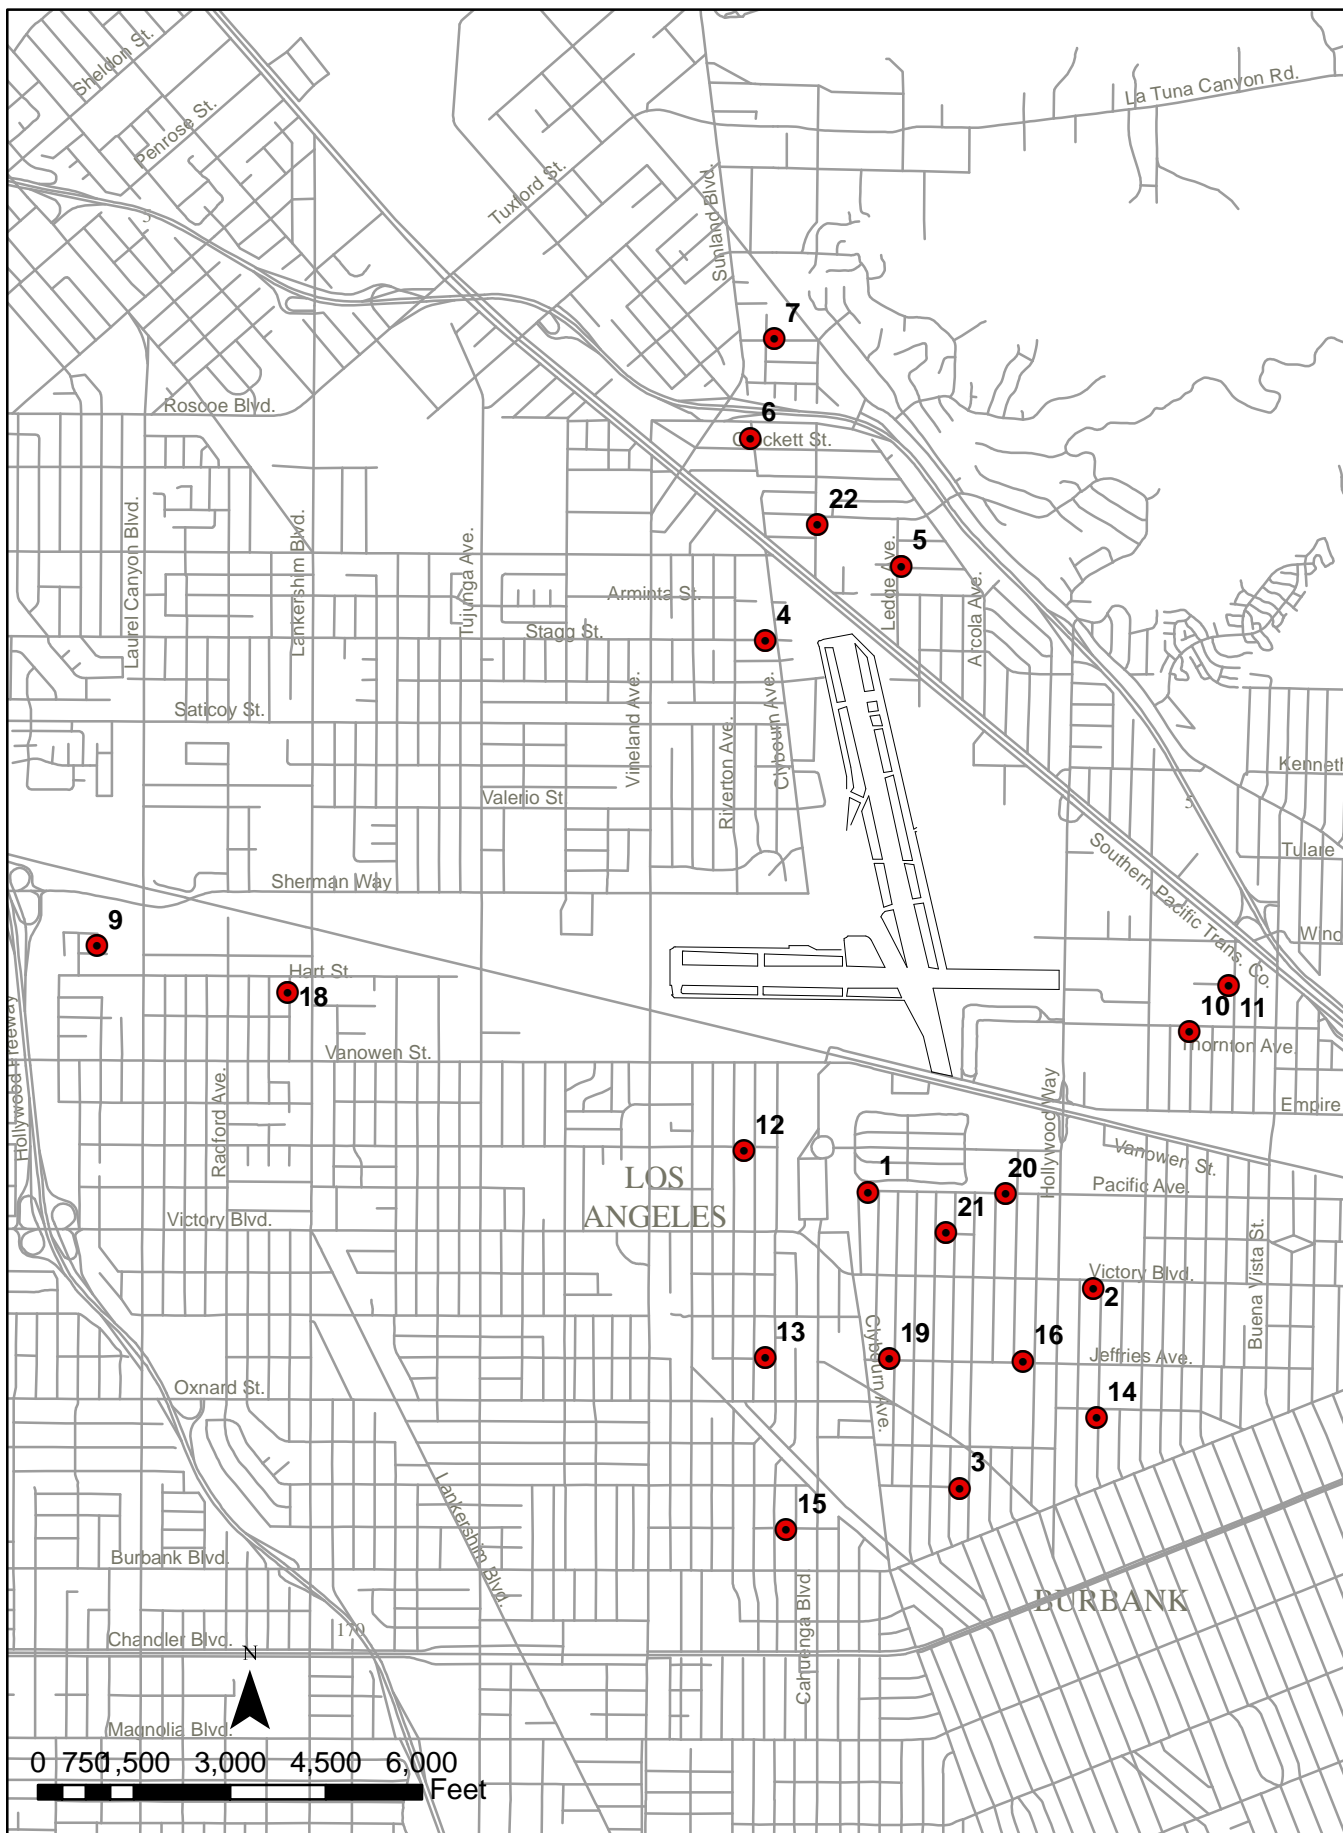 Sheldon St.
La Tuna Canyon Rd.
Penrose St.
Tuxford St.
Sunland Blvd.
5
7
Roscoe Blvd.
6
22
Laurel Canyon Blvd.
Lankershim Blvd.
Tujunga Ave.
5
Ledge Ave.
Arminta St.
Arcola Ave.
Stagg St.
4
Saticoy St.
Vineland Ave.
Riverton Ave.
Clybourn Ave.
Kenneth
Valerio St
5
Tulare
Southern Pacific Trans. Co.
Sherman Way
9
Hart St.
18
10
11
Thornton Ave.
Hollywood Freeway
Vanowen St.
Radford Ave.
Hollywood Way
Empire
12
Vanowen St.
LOS
ANGELES
1
20
Pacific Ave.
21
Victory Blvd.
Victory Blvd.
2
Buena Vista St.
13
Clybourn Ave.
19
16
Jeffries Ave.
Oxnard St.
14
3
Lankershim Blvd.
15
Burbank Blvd.
BURBANK
Cahuenga Blvd
170
Chandler Blvd.
N
Magnolia Blvd.
0 750 1,500 3,000 4,500 6,000
Feet